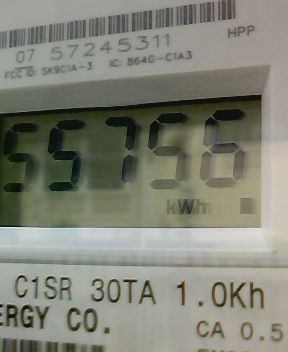 07 57245311
HPP
FCC ID: SK9C1A-3 IC: 864G-C1A3
55756
kWh
C1SR 30TA 1.0Kh
ERGY CO.
CA 0.5